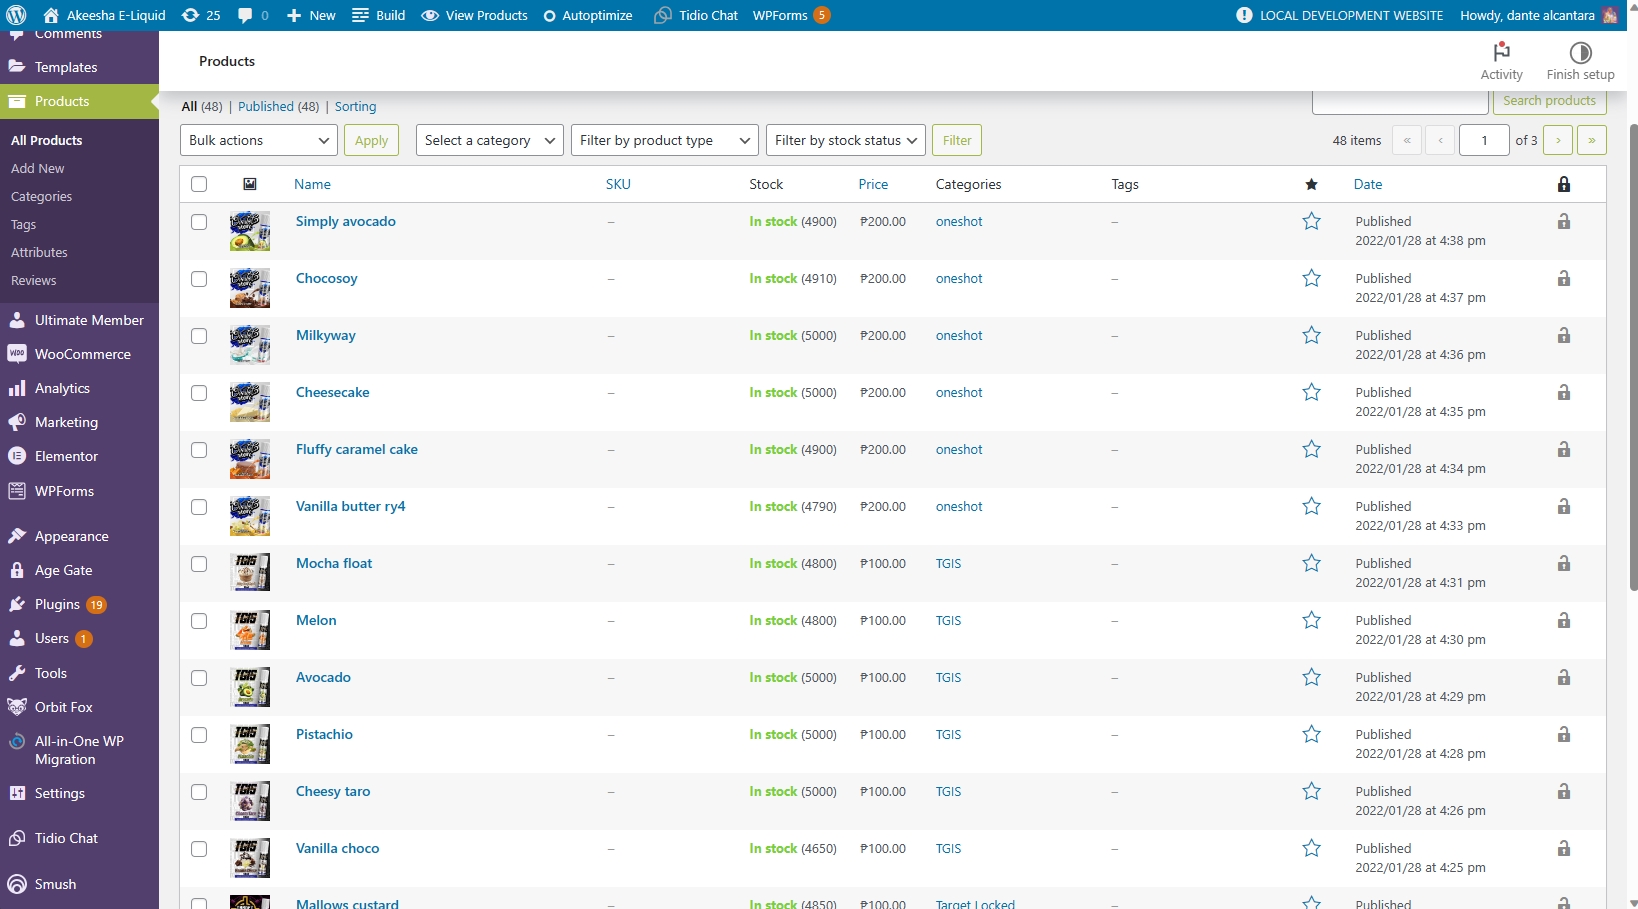 Akeesha E-Liquid 25 0 New Build View Products Autoptimize Tidio Chat WPForms 5 LOCAL DEVELOPMENT WEBSITE Howdy, dante alcantara
Comments
Templates
Products
All Products
Add New
Categories
Tags
Attributes
Reviews
Ultimate Member
WooCommerce
Analytics
Marketing
Elementor
WPForms
Appearance
Age Gate
Plugins 19
Users 1
Tools
Orbit Fox
All-in-One WP
Migration
Settings
Tidio Chat
Smush
Products
Activity Finish setup
All (48) | Published (48) | Sorting
Search products
Bulk actions Apply Select a category Filter by product type Filter by stock status Filter 48 items « ‹ 1 of 3 › »
Name SKU Stock Price Categories Tags Date
Simply avocado – In stock (4900) ₱200.00 oneshot – Published
2022/01/28 at 4:38 pm
Chocosoy – In stock (4910) ₱200.00 oneshot – Published
2022/01/28 at 4:37 pm
Milkyway – In stock (5000) ₱200.00 oneshot – Published
2022/01/28 at 4:36 pm
Cheesecake – In stock (5000) ₱200.00 oneshot – Published
2022/01/28 at 4:35 pm
Fluffy caramel cake – In stock (4900) ₱200.00 oneshot – Published
2022/01/28 at 4:34 pm
Vanilla butter ry4 – In stock (4790) ₱200.00 oneshot – Published
2022/01/28 at 4:33 pm
TGIS Mocha float – In stock (4800) ₱100.00 TGIS – Published
2022/01/28 at 4:31 pm
TGIS Melon – In stock (4800) ₱100.00 TGIS – Published
2022/01/28 at 4:30 pm
TGIS Avocado – In stock (5000) ₱100.00 TGIS – Published
2022/01/28 at 4:29 pm
TGIS Pistachio – In stock (5000) ₱100.00 TGIS – Published
2022/01/28 at 4:28 pm
TGIS Cheesy taro – In stock (5000) ₱100.00 TGIS – Published
2022/01/28 at 4:26 pm
TGIS Vanilla choco – In stock (4650) ₱100.00 TGIS – Published
2022/01/28 at 4:25 pm
Mallows custard – In stock (4850) ₱100.00 Target Locked – Published